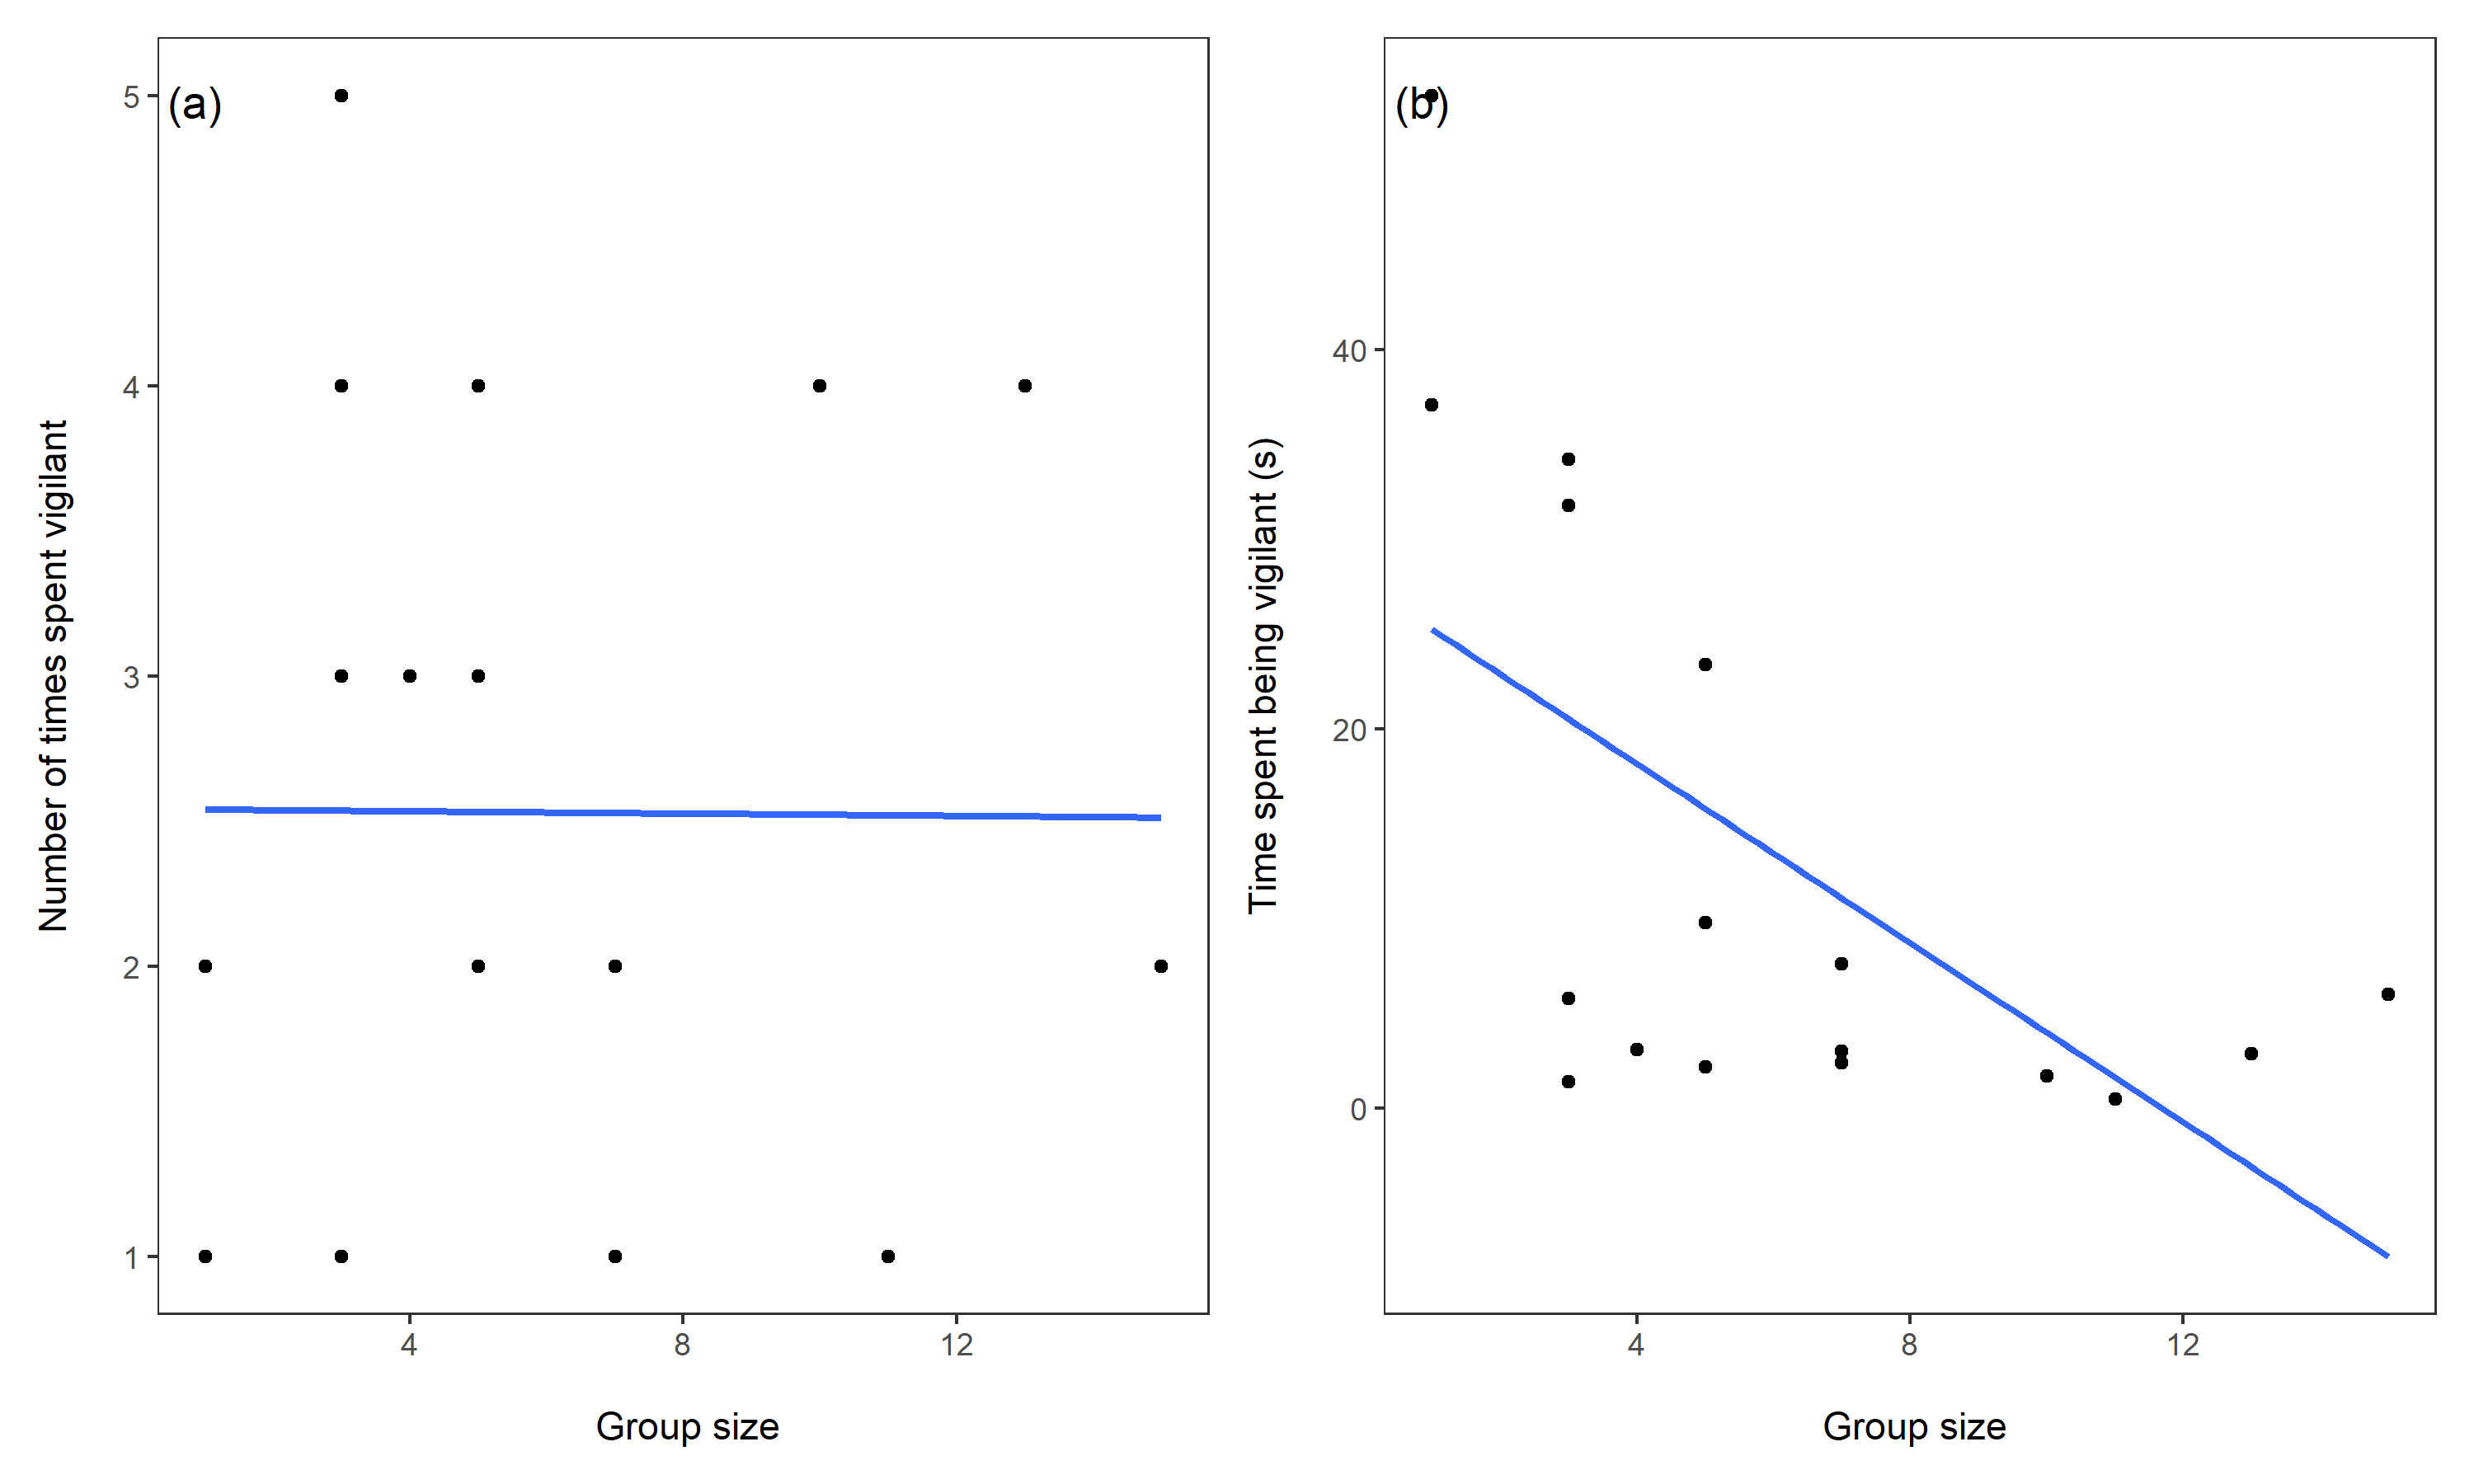 (a)
5
4
3
2
1
Number of times spent vigilant
4 8 12
Group size
(b)
40
20
0
Time spent being vigilant (s)
4 8 12
Group size